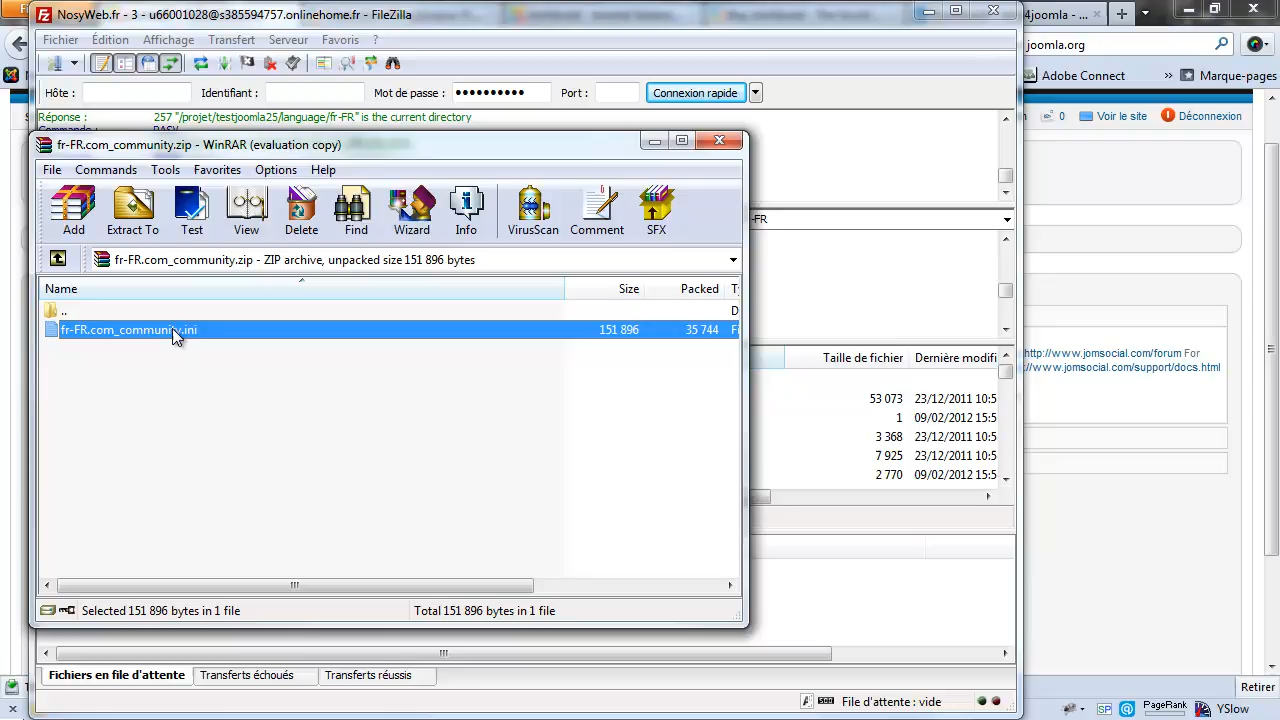 NosyWeb.fr - 3 - u66001028@s385594757.onlinehome.fr - FileZilla
4joomla - ...
Fichier Édition Affichage Transfert Serveur Favoris ?
joomla.org
Adobe Connect » Marque-pages
Hôte : Identifiant : Mot de passe : •••••••••• Port : Connexion rapide
Réponse : 257 "/projet/testjoomla25/language/fr-FR" is the current directory
0 Voir le site Déconnexion
fr-FR.com_community.zip - WinRAR (evaluation copy)
File Commands Tools Favorites Options Help
Add Extract To Test View Delete Find Wizard Info VirusScan Comment SFX
-FR
fr-FR.com_community.zip - ZIP archive, unpacked size 151 896 bytes
Name Size Packed
..
fr-FR.com_community.ini 151 896 35 744
http://www.jomsocial.com/forum For
://www.jomsocial.com/support/docs.html
Taille de fichier Dernière modifi
53 073 23/12/2011 10:5
1 09/02/2012 15:5
3 368 23/12/2011 10:5
7 925 23/12/2011 10:5
2 770 09/02/2012 15:5
Selected 151 896 bytes in 1 file Total 151 896 bytes in 1 file
Fichiers en file d'attente Transferts échoués Transferts réussis
Retirer
File d'attente : vide
SP PageRank YSlow